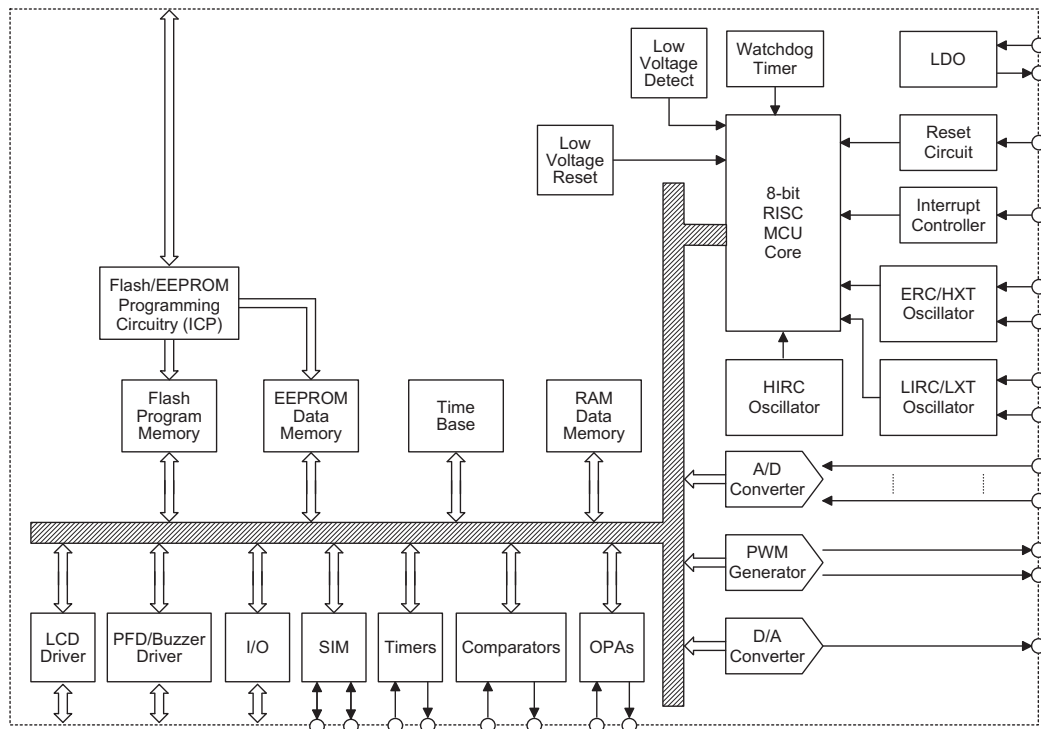 Low
Voltage
Detect
Watchdog
Timer
LDO
Low
Voltage
Reset
8-bit
RISC
MCU
Core
Reset
Circuit
Interrupt
Controller
Flash/EEPROM
Programming
Circuitry (ICP)
ERC/HXT
Oscillator
HIRC
Oscillator
LIRC/LXT
Oscillator
Flash
Program
Memory
EEPROM
Data
Memory
Time
Base
RAM
Data
Memory
A/D
Converter
PWM
Generator
D/A
Converter
LCD
Driver
PFD/Buzzer
Driver
I/O
SIM
Timers
Comparators
OPAs